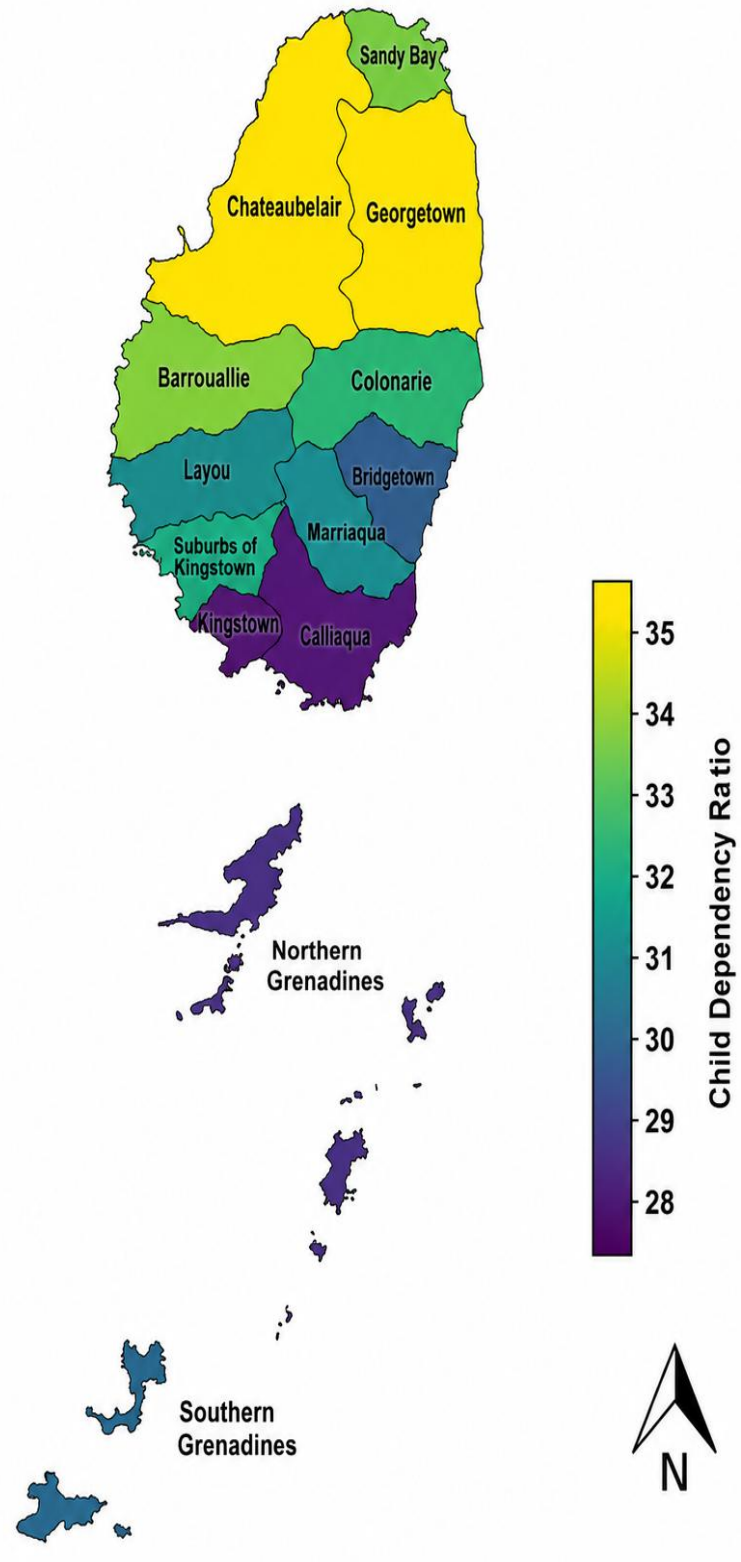 Sandy Bay
Chateaubelair
Georgetown
Barrouallie
Colonarie
Layou
Bridgetown
Marriaqua
Suburbs of
Kingstown
Kingstown
Calliaqua
35
34
33
32
31
30
29
28
Child Dependency Ratio
Northern
Grenadines
Southern
Grenadines
N